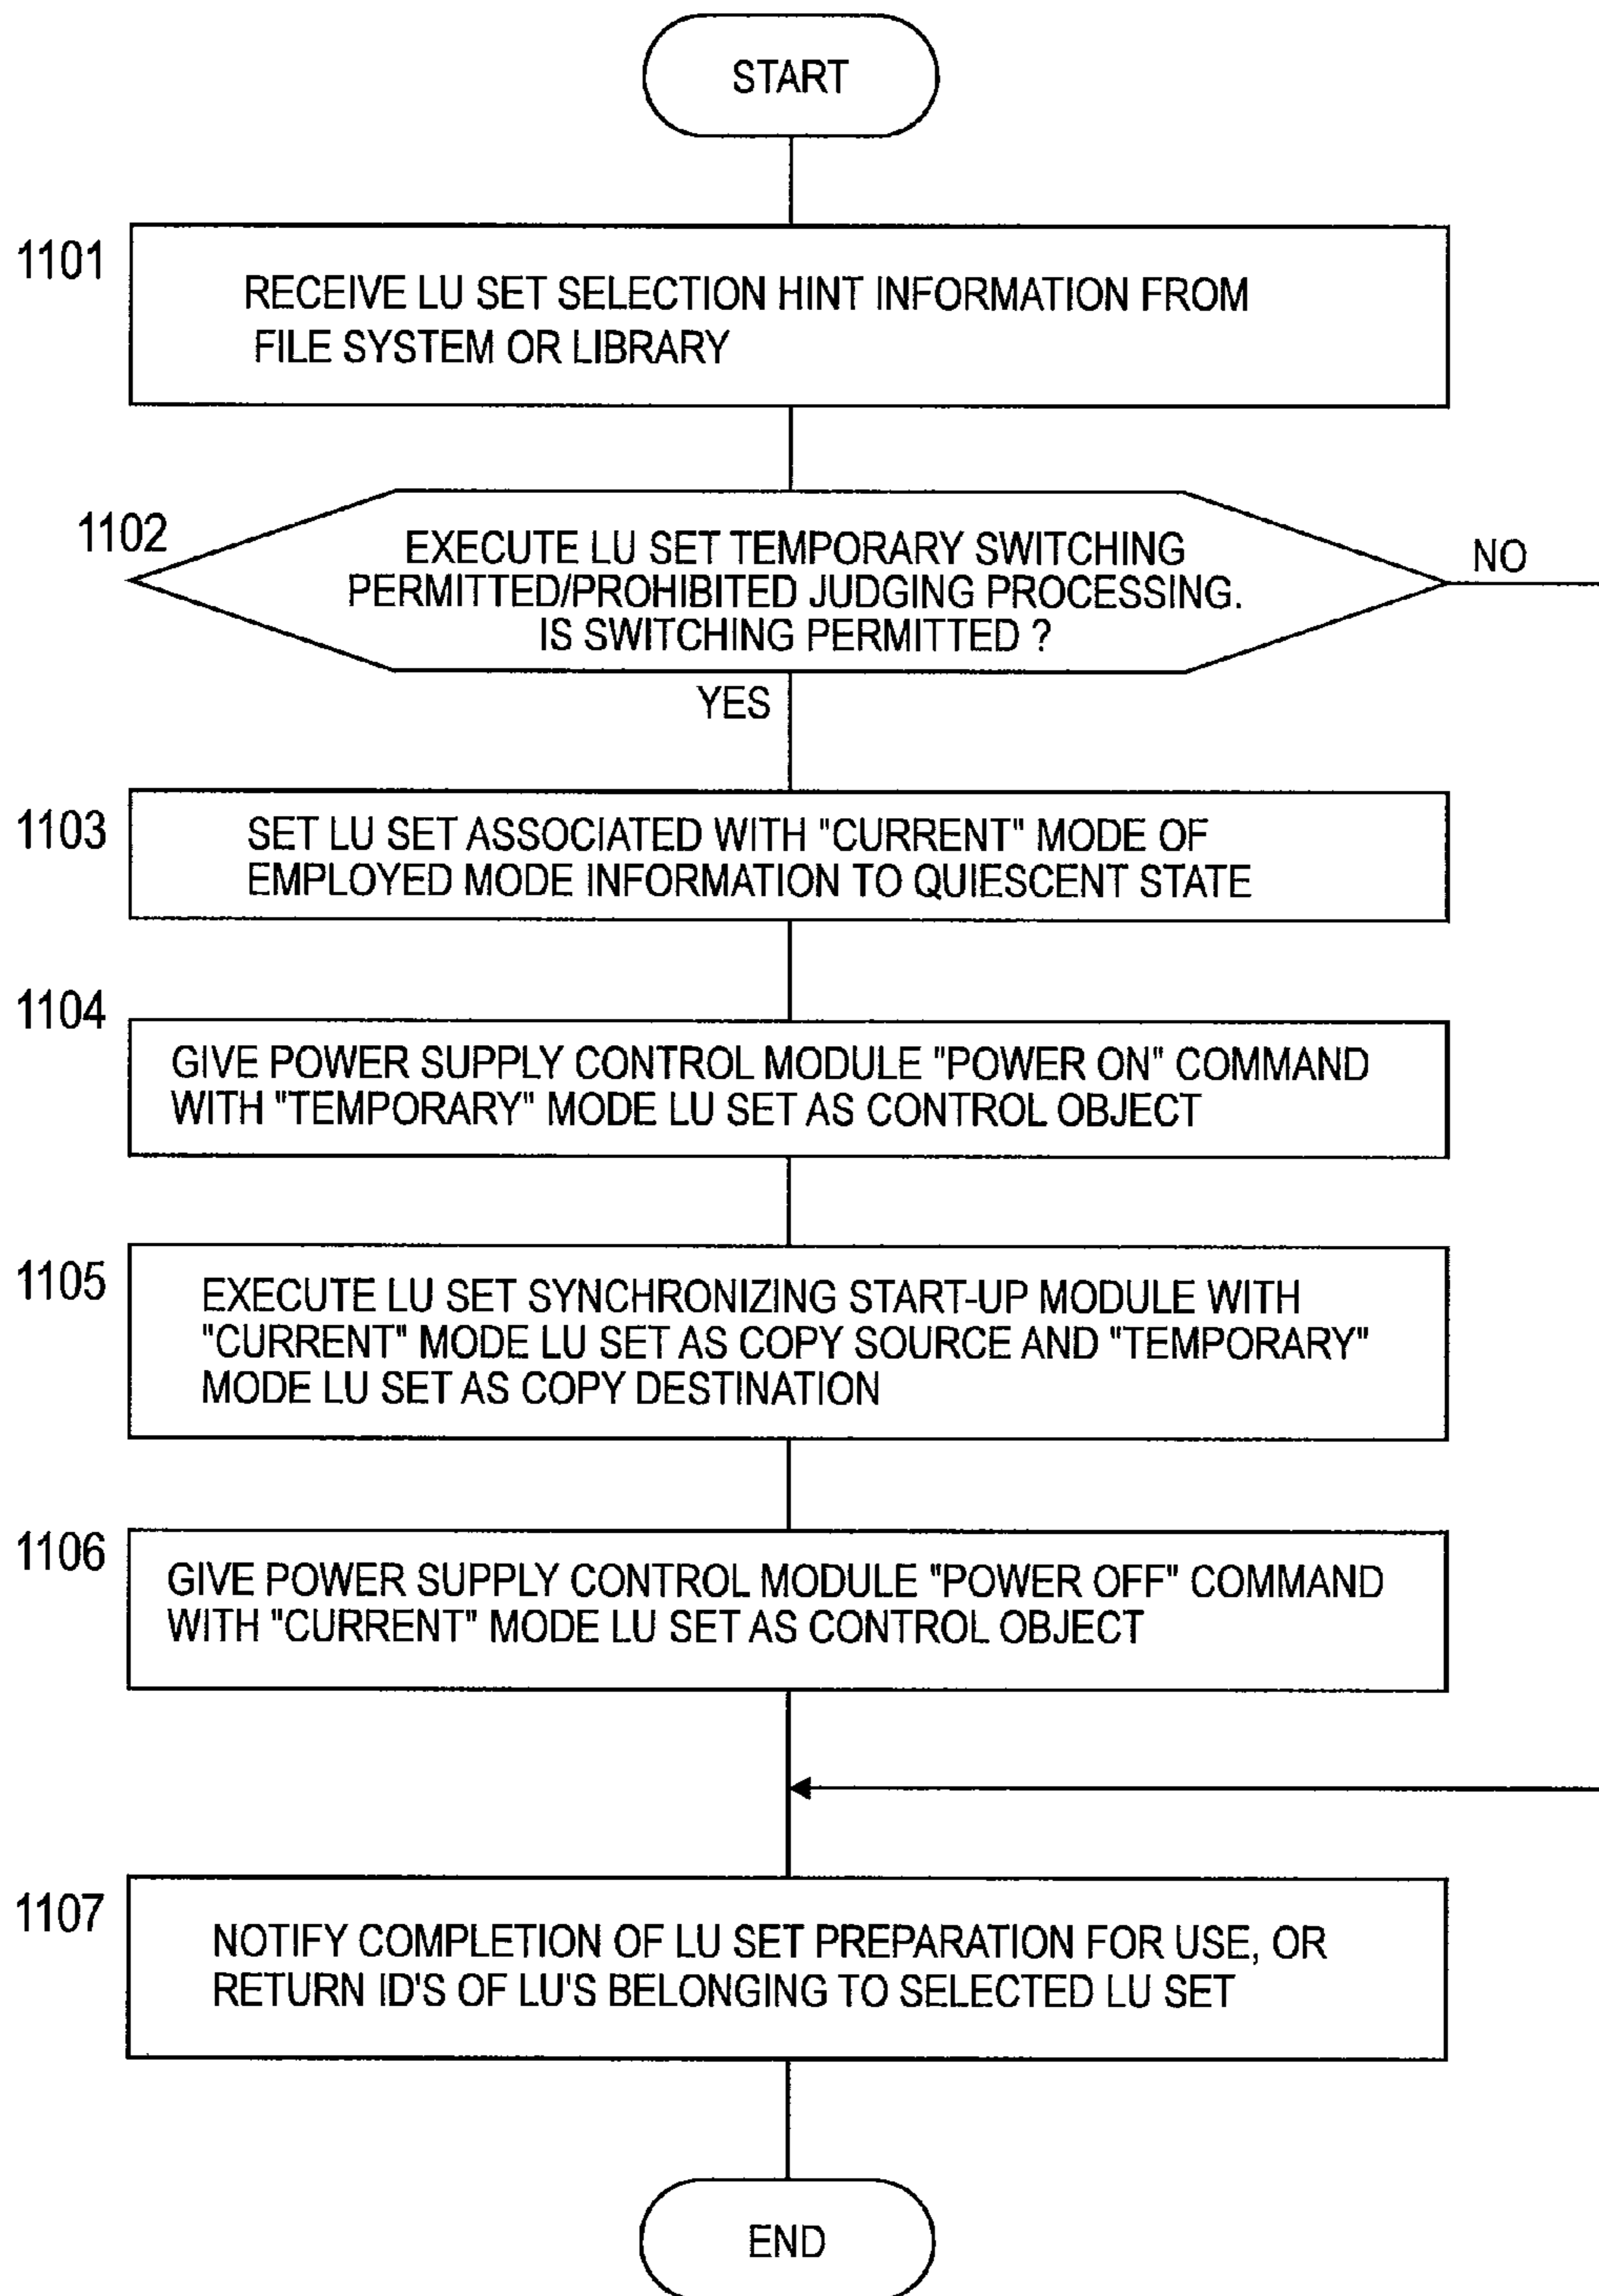 START
1101
RECEIVE LU SET SELECTION HINT INFORMATION FROM
FILE SYSTEM OR LIBRARY
1102
EXECUTE LU SET TEMPORARY SWITCHING
PERMITTED/PROHIBITED JUDGING PROCESSING.
IS SWITCHING PERMITTED ?
NO
YES
1103
SET LU SET ASSOCIATED WITH "CURRENT" MODE OF
EMPLOYED MODE INFORMATION TO QUIESCENT STATE
1104
GIVE POWER SUPPLY CONTROL MODULE "POWER ON" COMMAND
WITH "TEMPORARY" MODE LU SET AS CONTROL OBJECT
1105
EXECUTE LU SET SYNCHRONIZING START-UP MODULE WITH
"CURRENT" MODE LU SET AS COPY SOURCE AND "TEMPORARY"
MODE LU SET AS COPY DESTINATION
1106
GIVE POWER SUPPLY CONTROL MODULE "POWER OFF" COMMAND
WITH "CURRENT" MODE LU SET AS CONTROL OBJECT
1107
NOTIFY COMPLETION OF LU SET PREPARATION FOR USE, OR
RETURN ID'S OF LU'S BELONGING TO SELECTED LU SET
END